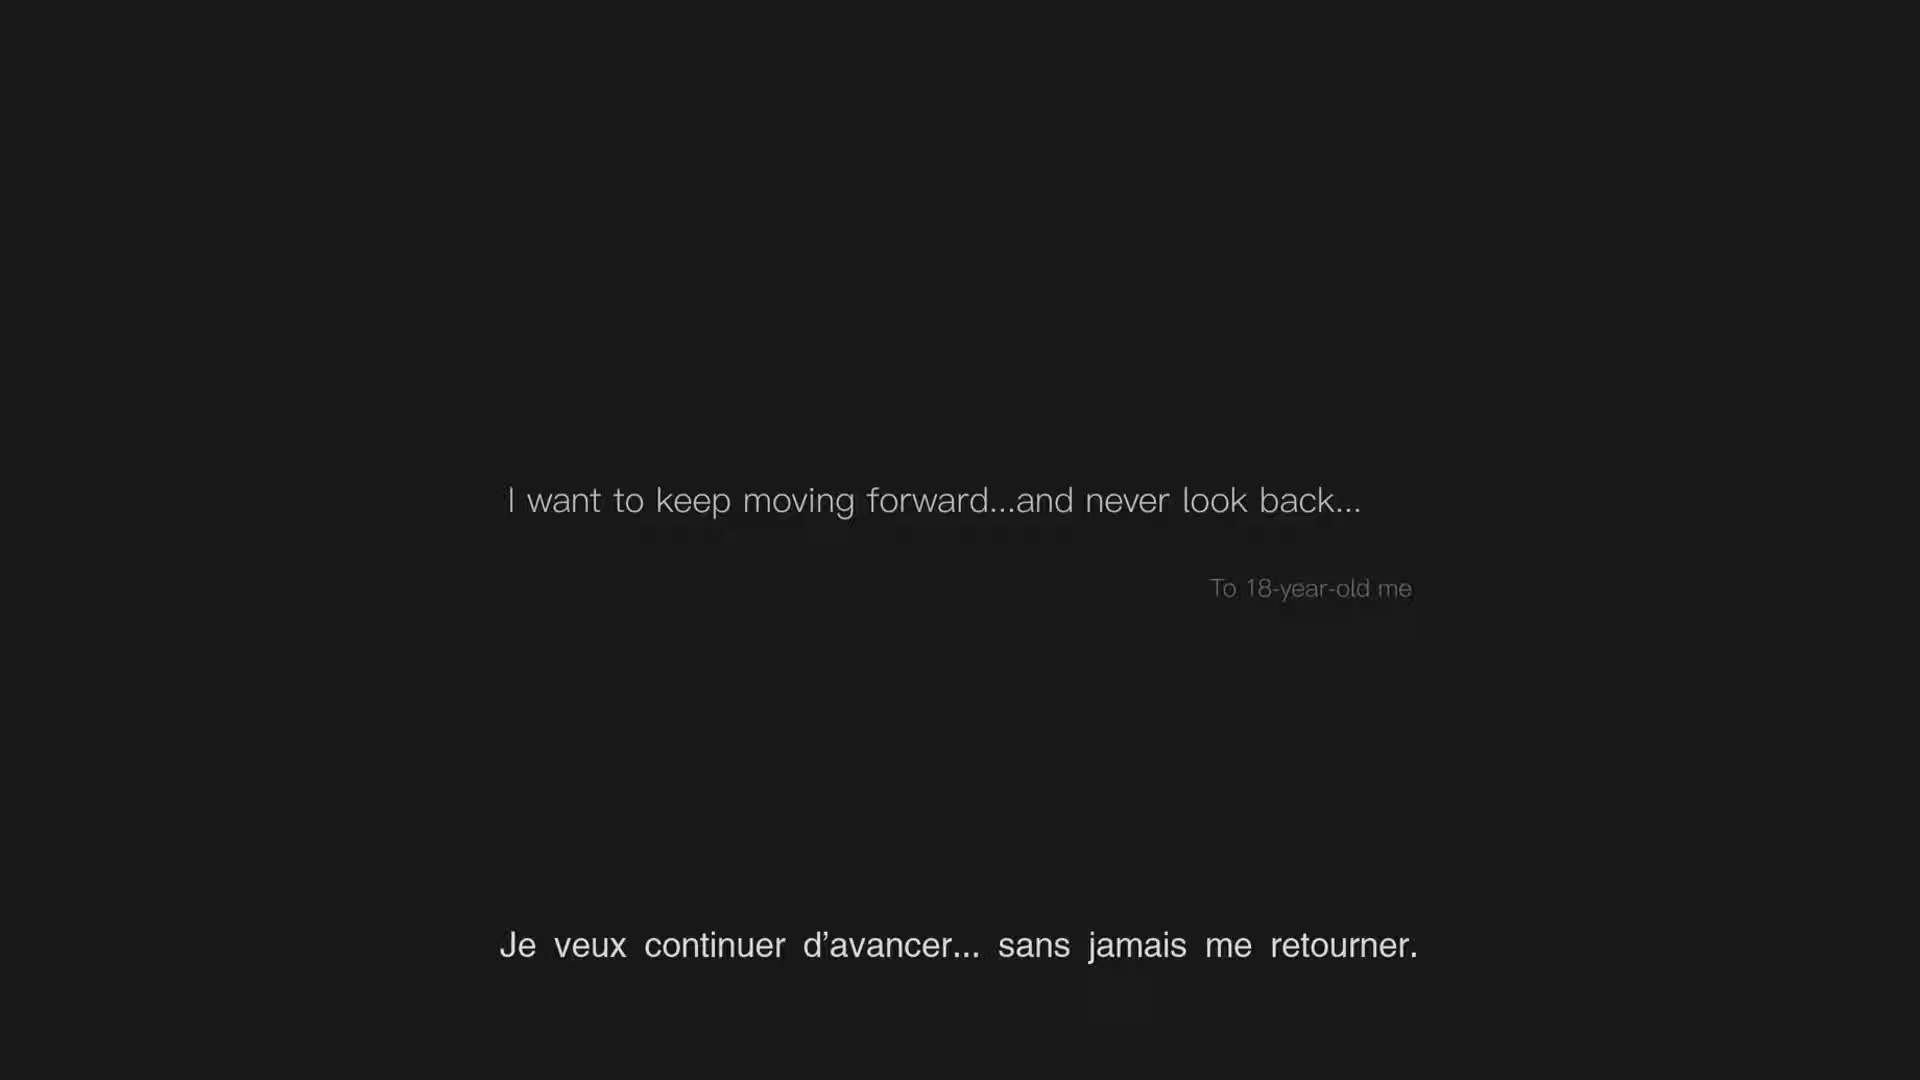 I want to keep moving forward...and never look back...
To 18-year-old me
Je veux continuer d’avancer... sans jamais me retourner.